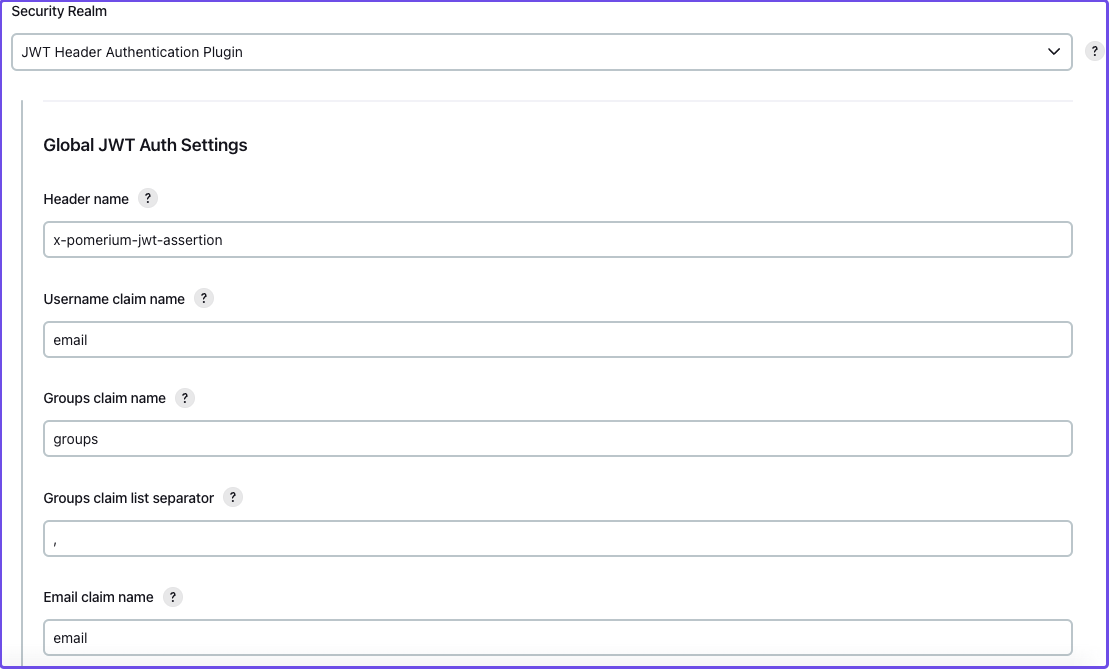 Security Realm
JWT Header Authentication Plugin
?
Global JWT Auth Settings
Header name ?
x-pomerium-jwt-assertion
Username claim name ?
email
Groups claim name ?
groups
Groups claim list separator ?
,
Email claim name ?
email